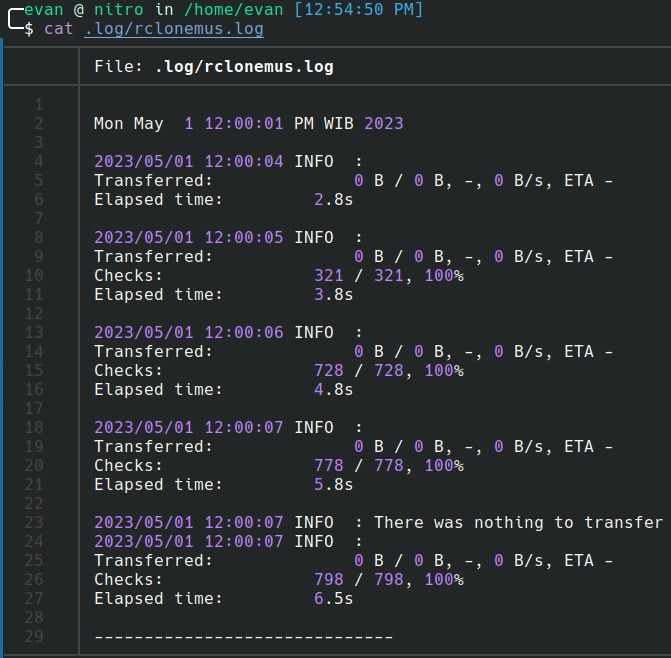 evan @ nitro in /home/evan [12:54:50 PM]
$ cat .log/rclonemus.log
File: .log/rclonemus.log
1
2 Mon May  1 12:00:01 PM WIB 2023
3
4 2023/05/01 12:00:04 INFO  :
5 Transferred:              0 B / 0 B, -, 0 B/s, ETA -
6 Elapsed time:         2.8s
7
8 2023/05/01 12:00:05 INFO  :
9 Transferred:              0 B / 0 B, -, 0 B/s, ETA -
10 Checks:               321 / 321, 100%
11 Elapsed time:         3.8s
12
13 2023/05/01 12:00:06 INFO  :
14 Transferred:              0 B / 0 B, -, 0 B/s, ETA -
15 Checks:               728 / 728, 100%
16 Elapsed time:         4.8s
17
18 2023/05/01 12:00:07 INFO  :
19 Transferred:              0 B / 0 B, -, 0 B/s, ETA -
20 Checks:               778 / 778, 100%
21 Elapsed time:         5.8s
22
23 2023/05/01 12:00:07 INFO  : There was nothing to transfer
24 2023/05/01 12:00:07 INFO  :
25 Transferred:              0 B / 0 B, -, 0 B/s, ETA -
26 Checks:               798 / 798, 100%
27 Elapsed time:         6.5s
28
29 ------------------------------